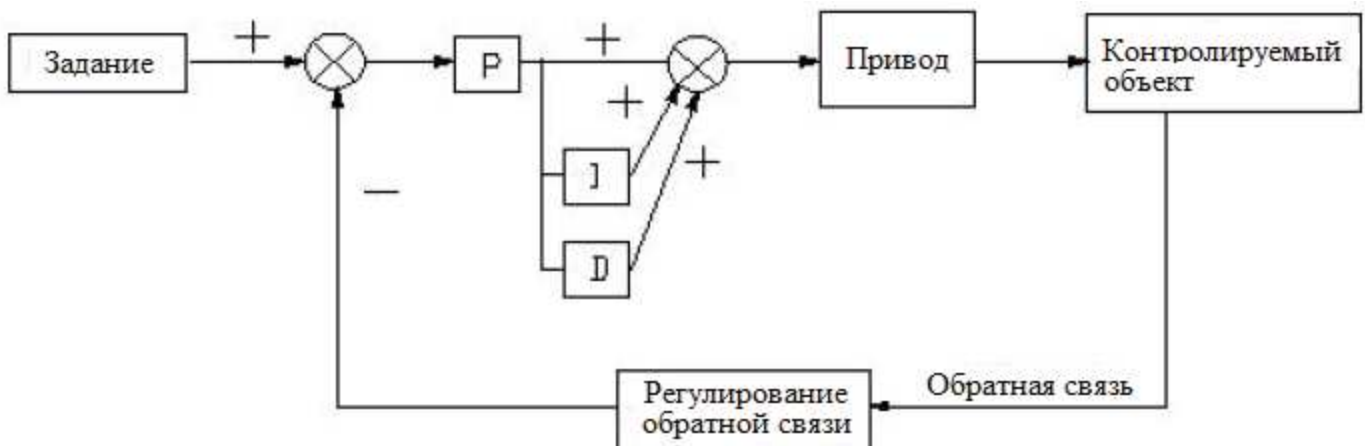 Задание
+
P
+
+
I
+
D
Привод
Контролируемый
объект
−
Регулирование
обратной связи
Обратная связь